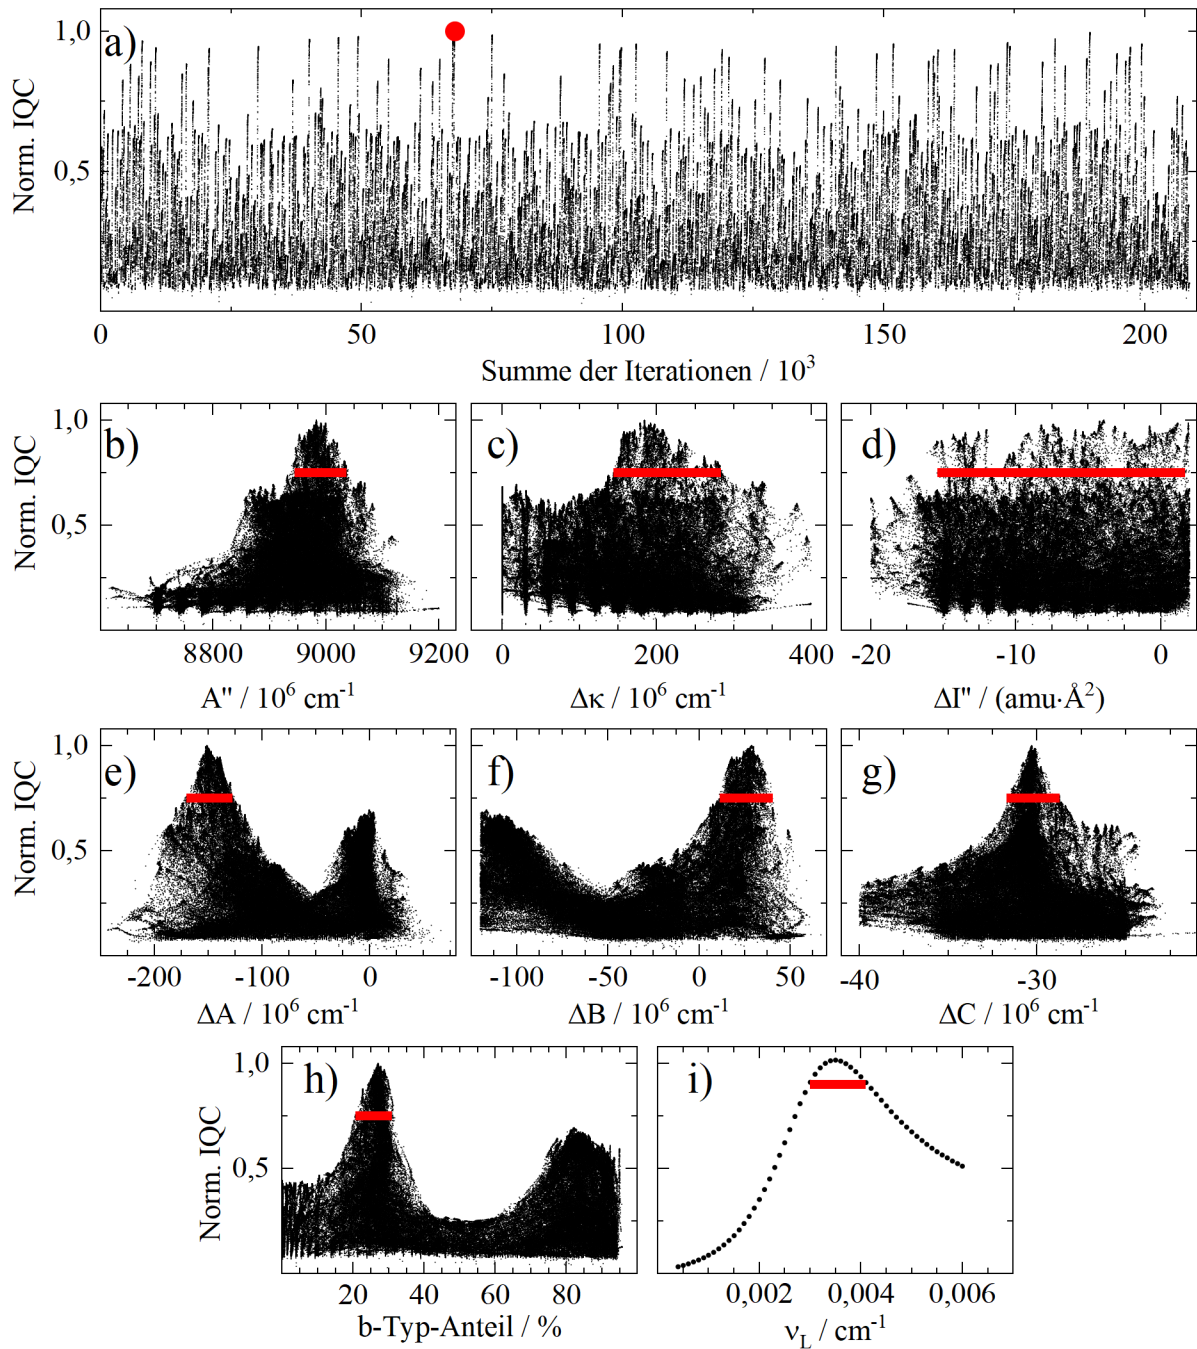 a)
Norm. IQC
1,0
0,5
0 50 100 150 200
Summe der Iterationen / 10³
b) c) d)
Norm. IQC
1,0
0,5
8800 9000 9200 0 200 400 -20 -10 0
A'' / 10⁶ cm⁻¹ Δκ / 10⁶ cm⁻¹ ΔI'' / (amu·Å²)
e) f) g)
Norm. IQC
1,0
0,5
-200 -100 0 -100 -50 0 50 -40 -30
ΔA / 10⁶ cm⁻¹ ΔB / 10⁶ cm⁻¹ ΔC / 10⁶ cm⁻¹
h) i)
Norm. IQC
1,0
0,5
20 40 60 80 0,002 0,004 0,006
b-Typ-Anteil / % ν_L / cm⁻¹